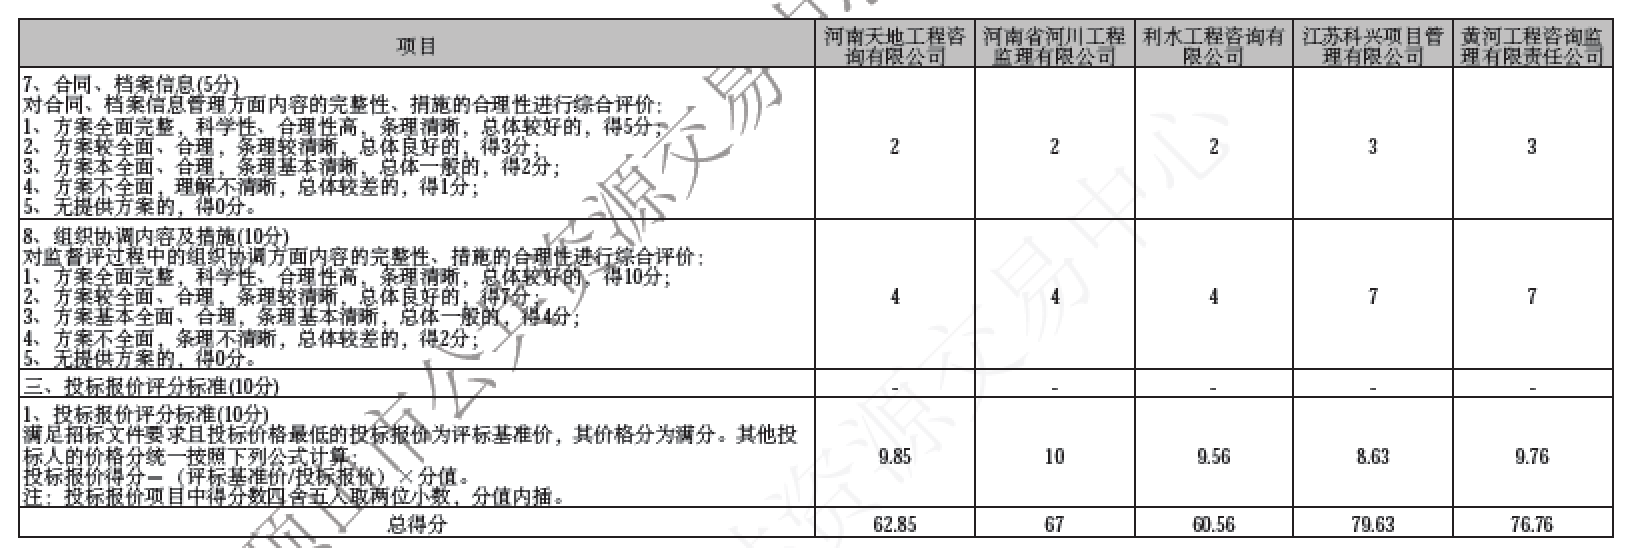 项目
河南天地工程咨询有限公司
河南省河川工程监理有限公司
利水工程咨询有限公司
江苏科兴项目管理有限公司
黄河工程咨询监理有限责任公司
7、合同、档案信息(5分)
对合同、档案信息管理方面内容的完整性、措施的合理性进行综合评价：
1、方案全面完整，科学性、合理性高，条理清晰，总体较好的，得5分；
2、方案较全面、合理，条理较清晰，总体良好的，得3分；
3、方案本全面、合理，条理基本清晰，总体一般的，得2分；
4、方案不全面，理解不清晰，总体较差的，得1分；
5、无提供方案的，得0分。
2
2
2
3
3
8、组织协调内容及措施(10分)
对监督评过程中的组织协调方面内容的完整性、措施的合理性进行综合评价：
1、方案全面完整，科学性、合理性高，条理清晰，总体较好的，得10分；
2、方案较全面、合理，条理较清晰，总体良好的，得7分；
3、方案基本全面、合理，条理基本清晰，总体一般的，得4分；
4、方案不全面，条理不清晰，总体较差的，得2分；
5、无提供方案的，得0分。
4
4
4
7
7
三、投标报价评分标准(10分)
-
-
-
-
-
1、投标报价评分标准(10分)
满足招标文件要求且投标价格最低的投标报价为评标基准价，其价格分为满分。其他投
标人的价格分统一按照下列公式计算：
投标报价得分=（评标基准价/投标报价）×分值。
注：投标报价项目中得分数四舍五入取两位小数，分值内插。
9.85
10
9.56
8.63
9.76
总得分
62.85
67
60.56
79.63
76.76